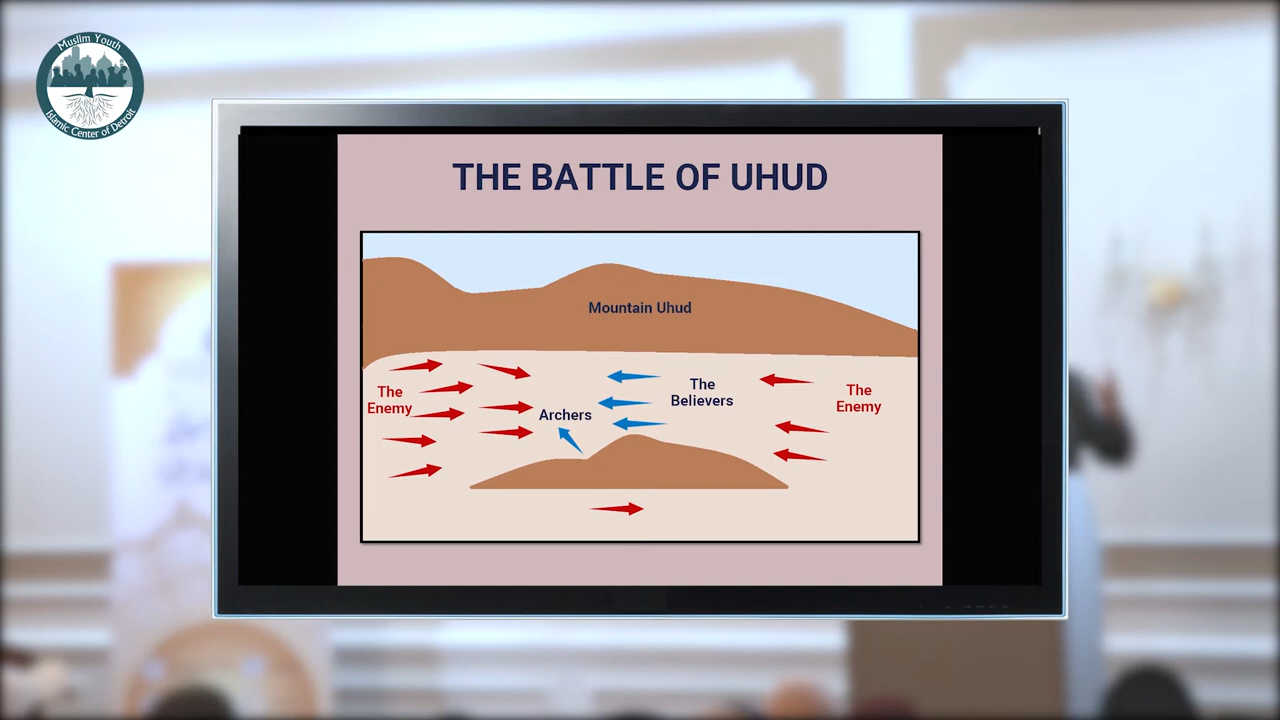 Muslim Youth
Islamic Center of Detroit
THE BATTLE OF UHUD
Mountain Uhud
The
Enemy
Archers
The
Believers
The
Enemy